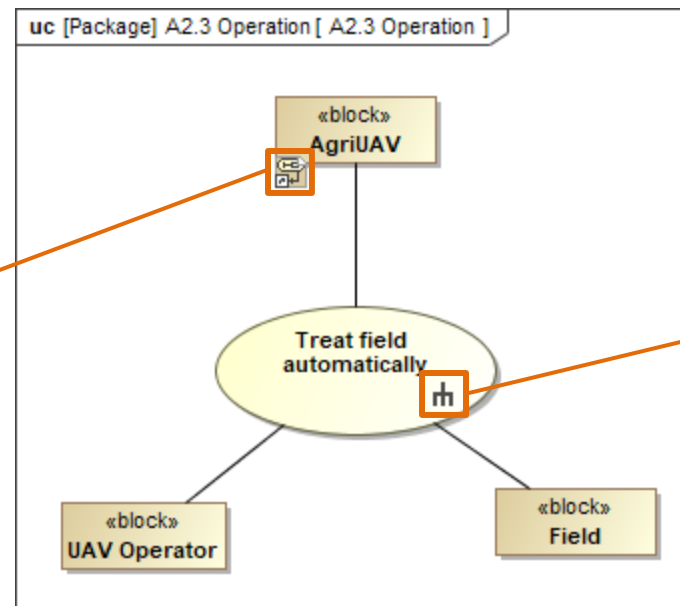 uc [Package] A2.3 Operation [ A2.3 Operation ]
«block»
AgriUAV
Treat field
automatically
«block»
UAV Operator
«block»
Field